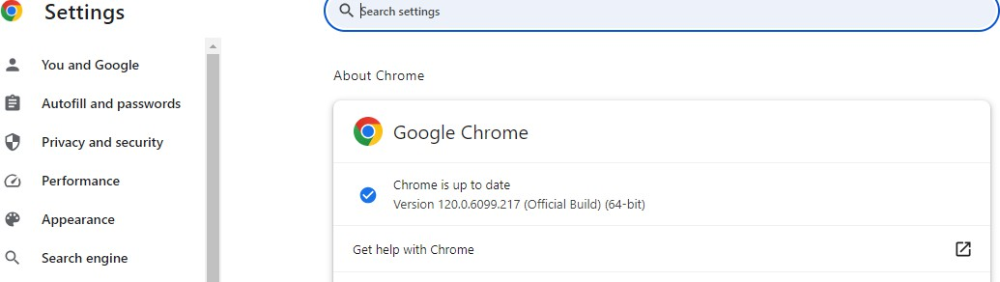 Settings
Search settings
You and Google
Autofill and passwords
Privacy and security
Performance
Appearance
Search engine
About Chrome
Google Chrome
Chrome is up to date
Version 120.0.6099.217 (Official Build) (64-bit)
Get help with Chrome